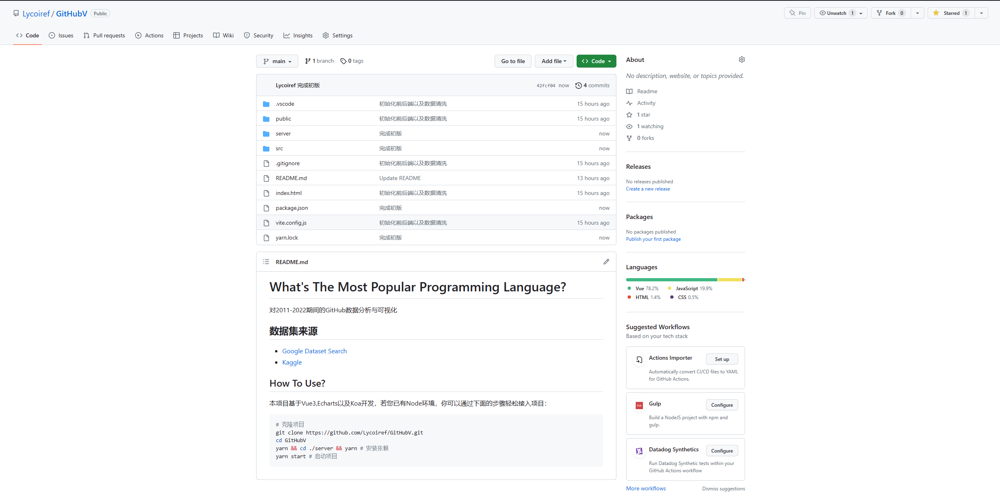 Lycoiref / GitHubV Public
Pin
Unwatch 1
Fork 0
Starred 1
Code
Issues
Pull requests
Actions
Projects
Wiki
Security
Insights
Settings
main
1 branch
0 tags
Go to file
Add file
Code
Lycoiref 完成初版
42fcf04 now
4 commits
.vscode 初始化前后端以及数据清洗 15 hours ago
public 初始化前后端以及数据清洗 15 hours ago
server 完成初版 now
src 完成初版 now
.gitignore 初始化前后端以及数据清洗 15 hours ago
README.md Update README 13 hours ago
index.html 初始化前后端以及数据清洗 15 hours ago
package.json 完成初版 now
vite.config.js 初始化前后端以及数据清洗 15 hours ago
yarn.lock 完成初版 now
README.md
What's The Most Popular Programming Language?
对2011-2022期间的GitHub数据分析与可视化
数据集来源
Google Dataset Search
Kaggle
How To Use?
本项目基于Vue3,Echarts以及Koa开发，若您已有Node环境，你可以通过下面的步骤轻松接入项目：
# 克隆项目
git clone https://github.com/Lycoiref/GitHubV.git
cd GitHubV
yarn && cd ./server && yarn # 安装依赖
yarn start # 启动项目
About
No description, website, or topics provided.
Readme
Activity
1 star
1 watching
0 forks
Releases
No releases published
Create a new release
Packages
No packages published
Publish your first package
Languages
Vue 78.2% JavaScript 19.9%
HTML 1.4% CSS 0.5%
Suggested Workflows
Based on your tech stack
Actions Importer
Set up
Automatically convert CI/CD files to YAML
for GitHub Actions.
Gulp
Gulp
Configure
Build a NodeJS project with npm and
gulp.
Datadog Synthetics
Configure
Run Datadog Synthetic tests within your
GitHub Actions workflow
More workflows
Dismiss suggestions